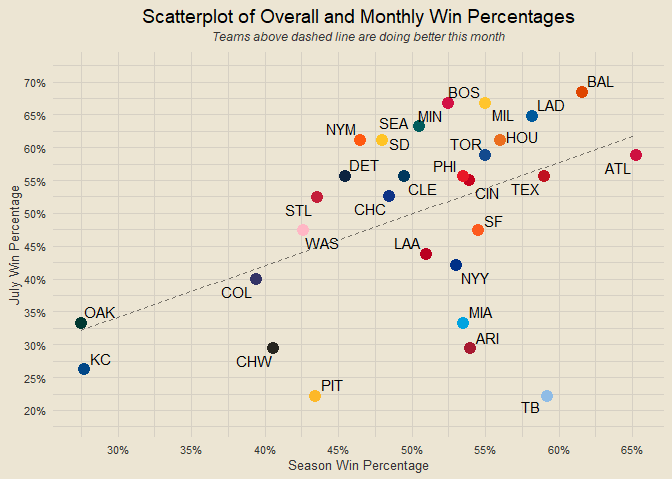 Scatterplot of Overall and Monthly Win Percentages
Teams above dashed line are doing better this month
July Win Percentage
70%
65%
60%
55%
50%
45%
40%
35%
30%
25%
20%
BAL
BOS
MIL
LAD
MIN
SEA
SD
NYM
HOU
TOR
ATL
DET
PHI
CLE
CIN
TEX
CHC
STL
WAS
SF
LAA
NYY
COL
OAK
MIA
KC
CHW
ARI
PIT
TB
30%
35%
40%
45%
50%
55%
60%
65%
Season Win Percentage